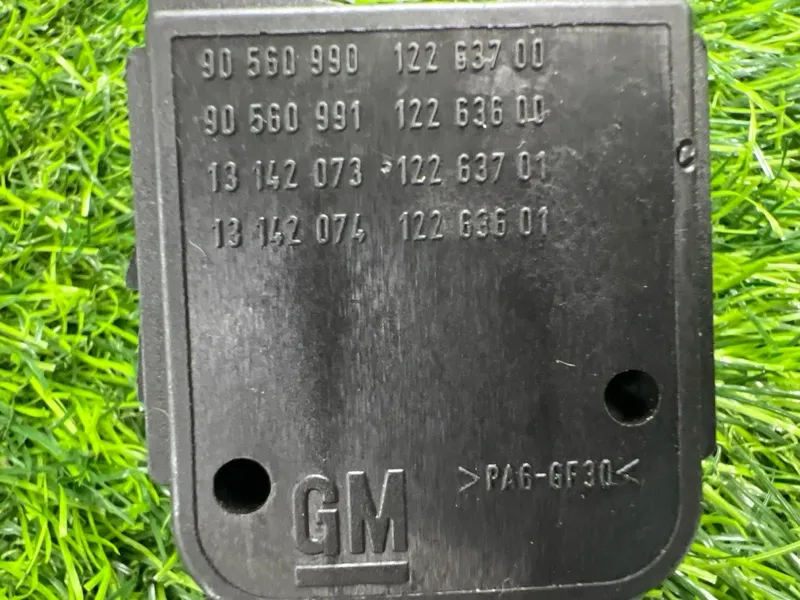 90 560 990 122 637 00
90 560 991 122 636 00
13 142 073 122 637 01
13 142 074 122 636 01
>PA6-GF30<
GM